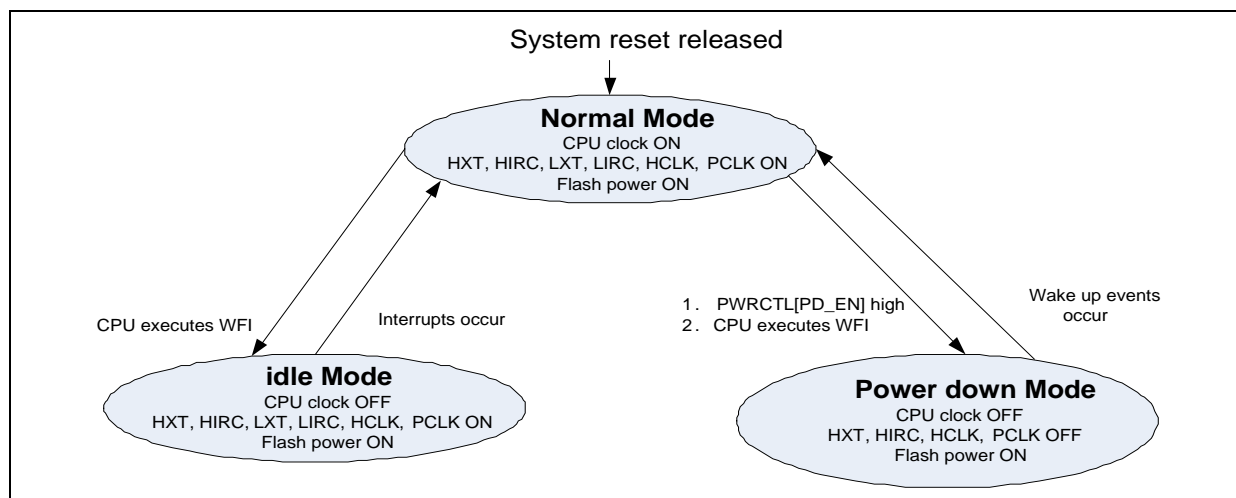 System reset released
Normal Mode
CPU clock ON
HXT, HIRC, LXT, LIRC, HCLK, PCLK ON
Flash power ON
CPU executes WFI
Interrupts occur
1. PWRCTL[PD_EN] high
2. CPU executes WFI
Wake up events
occur
idle Mode
CPU clock OFF
HXT, HIRC, LXT, LIRC, HCLK, PCLK ON
Flash power ON
Power down Mode
CPU clock OFF
HXT, HIRC, HCLK, PCLK OFF
Flash power ON